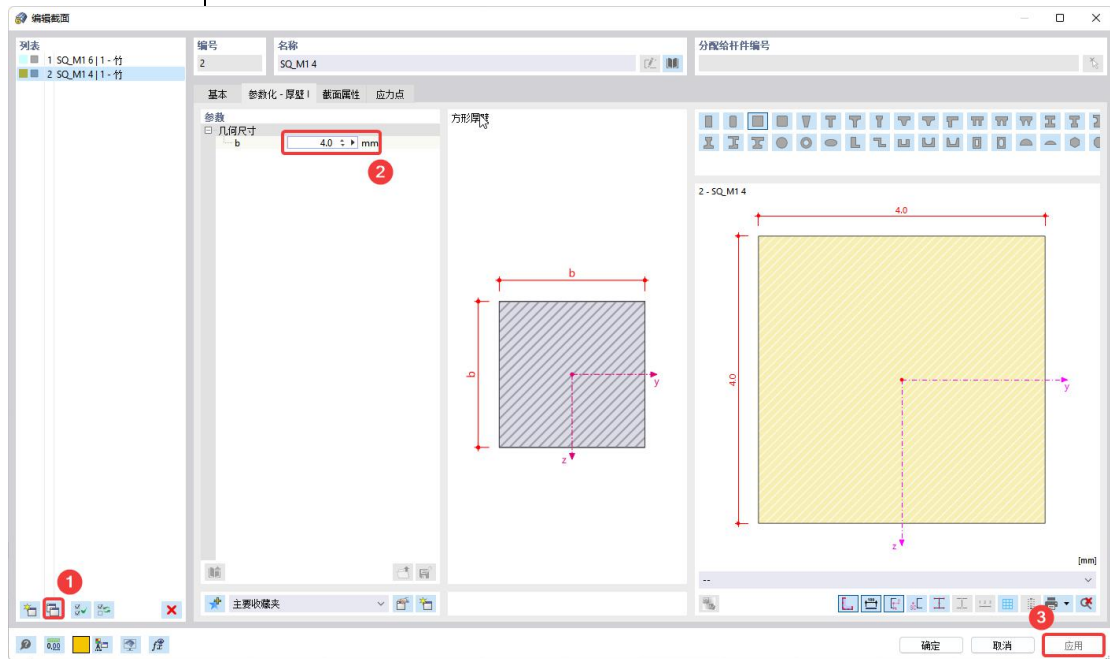 编辑截面
列表
1 SQ_M1 6 | 1 - 竹
2 SQ_M1 4 | 1 - 竹
编号
2
名称
SQ_M1 4
分配给杆件编号
基本 参数化 - 厚壁 I 截面属性 应力点
参数
几何尺寸
b 4.0 mm
2
方形厚壁
b
b
y
z
2 - SQ_M1 4
4.0
4.0
y
z
[mm]
--
1
主要收藏夹
3
0,00
确定 取消 应用